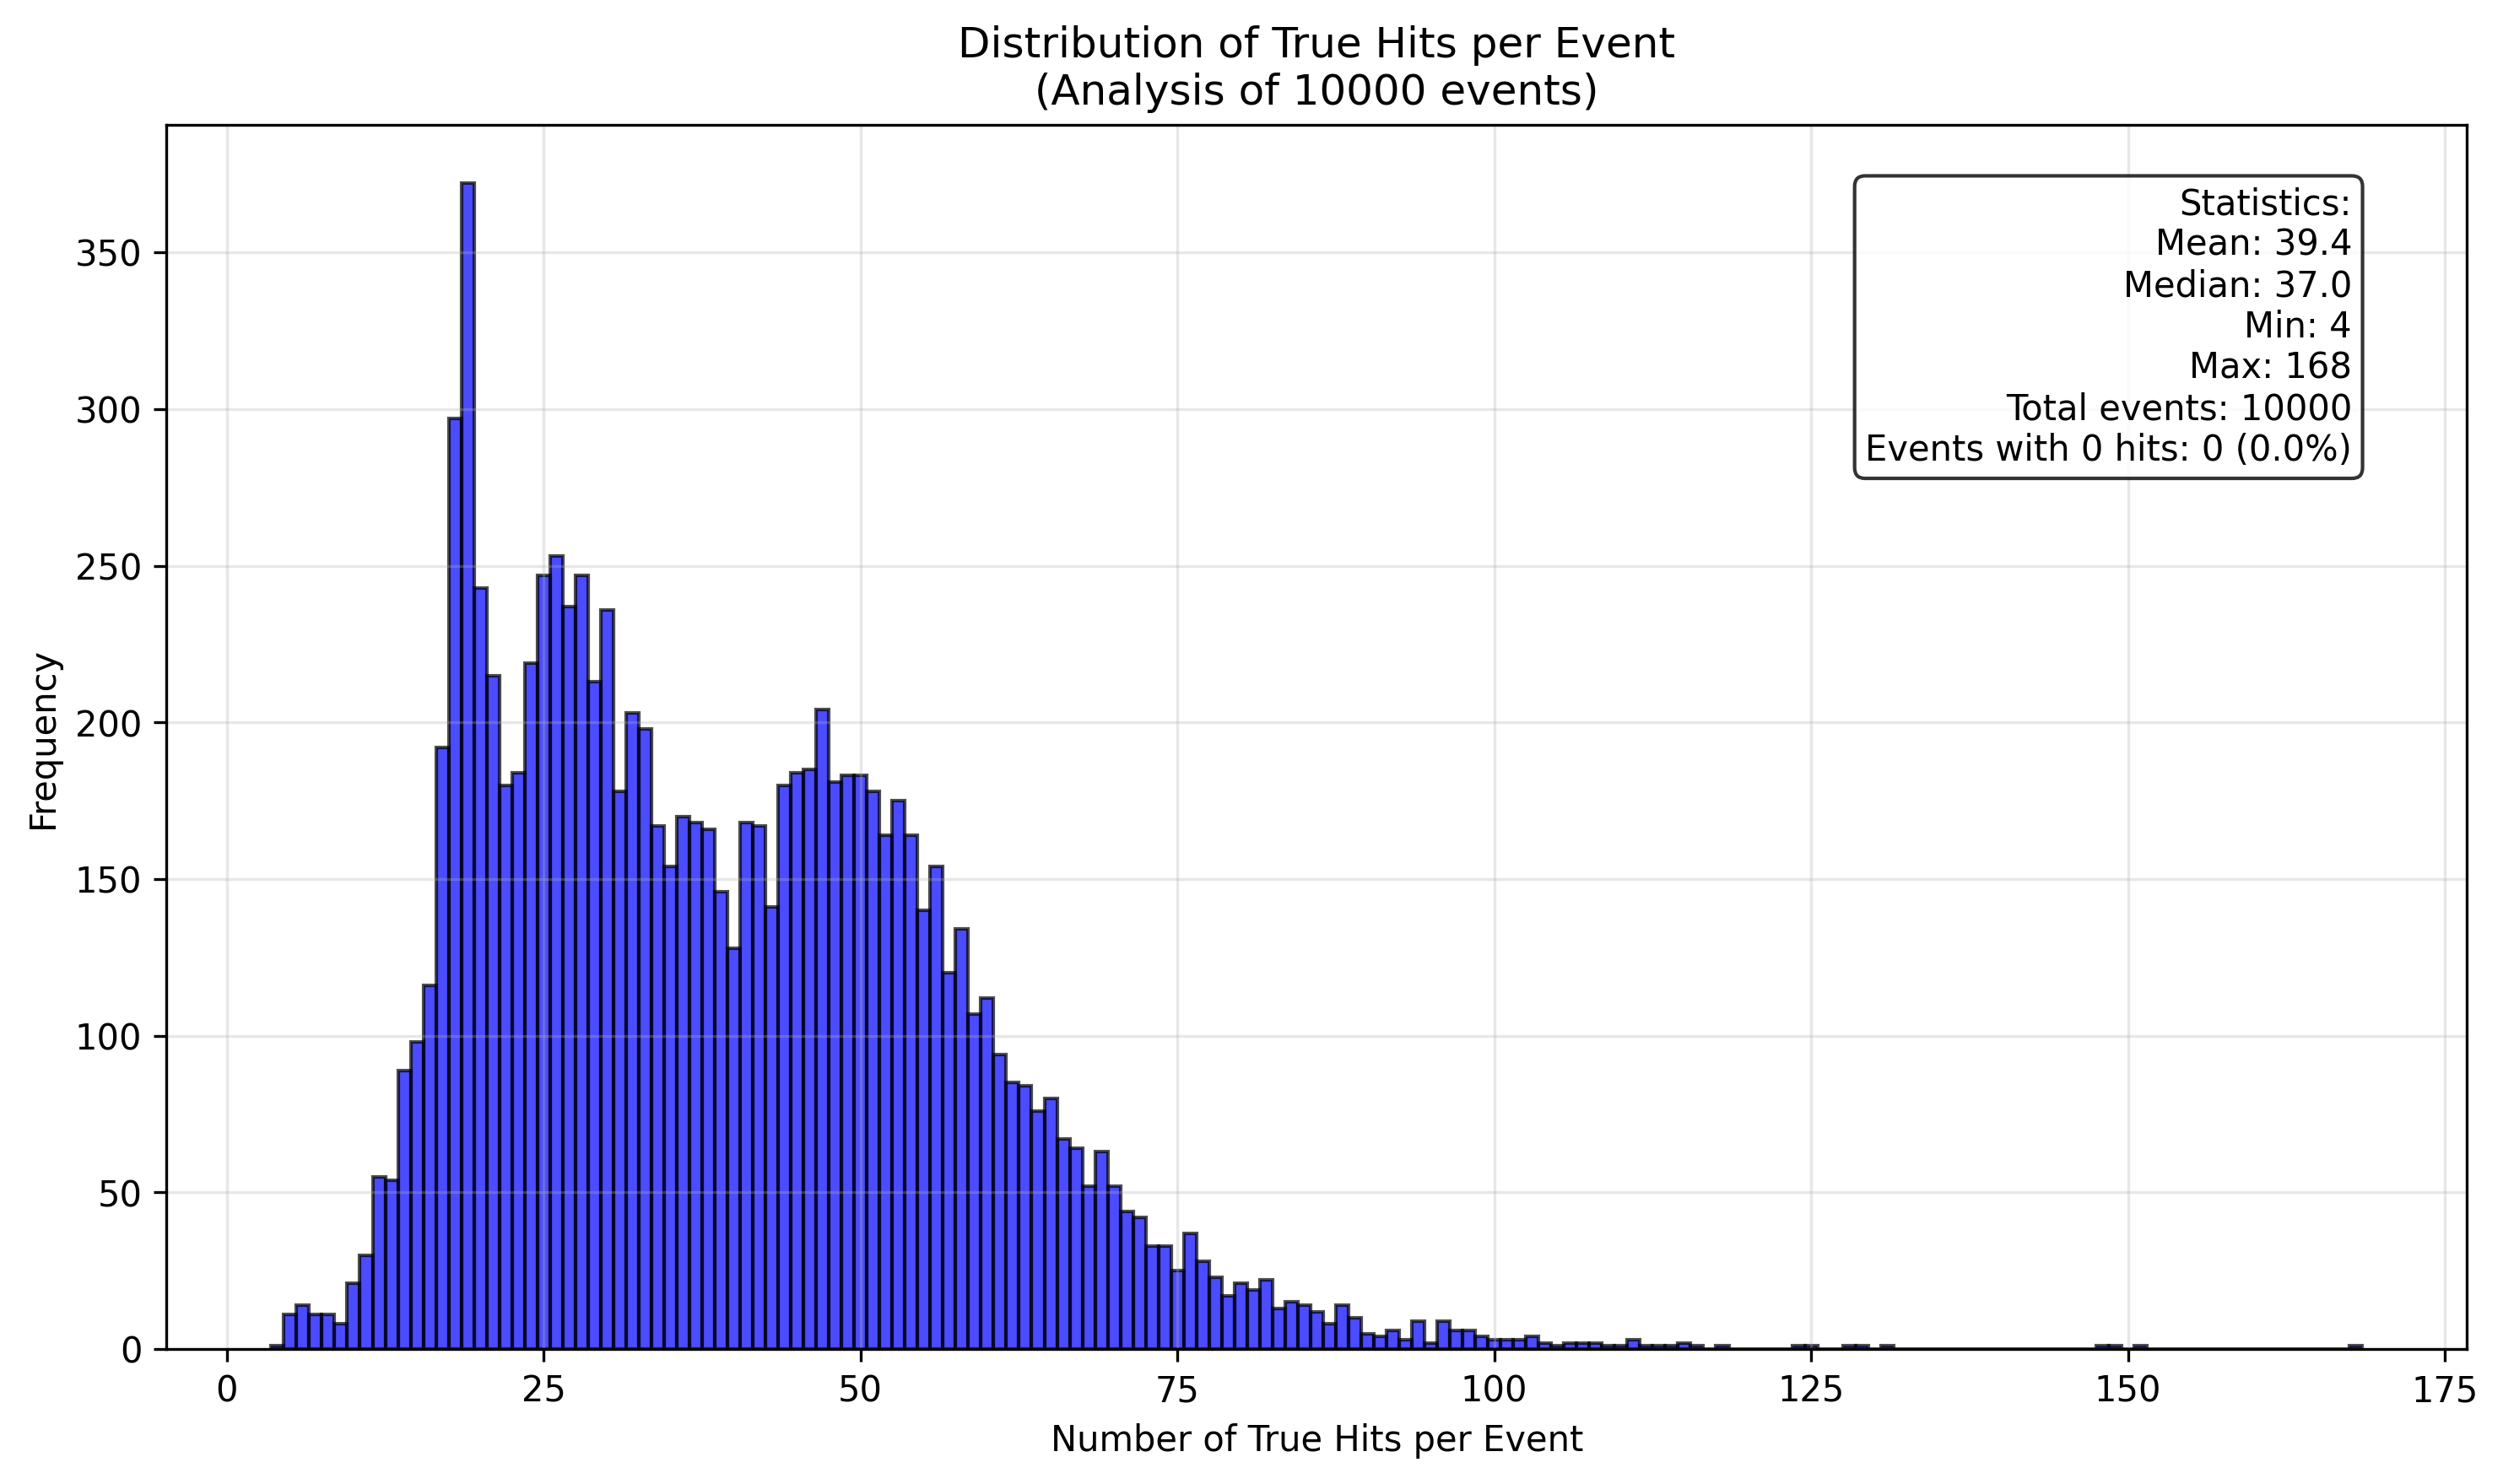 Distribution of True Hits per Event
(Analysis of 10000 events)
Statistics:
Mean: 39.4
Median: 37.0
Min: 4
Max: 168
Total events: 10000
Events with 0 hits: 0 (0.0%)
Frequency
350
300
250
200
150
100
50
0
0 25 50 75 100 125 150 175
Number of True Hits per Event